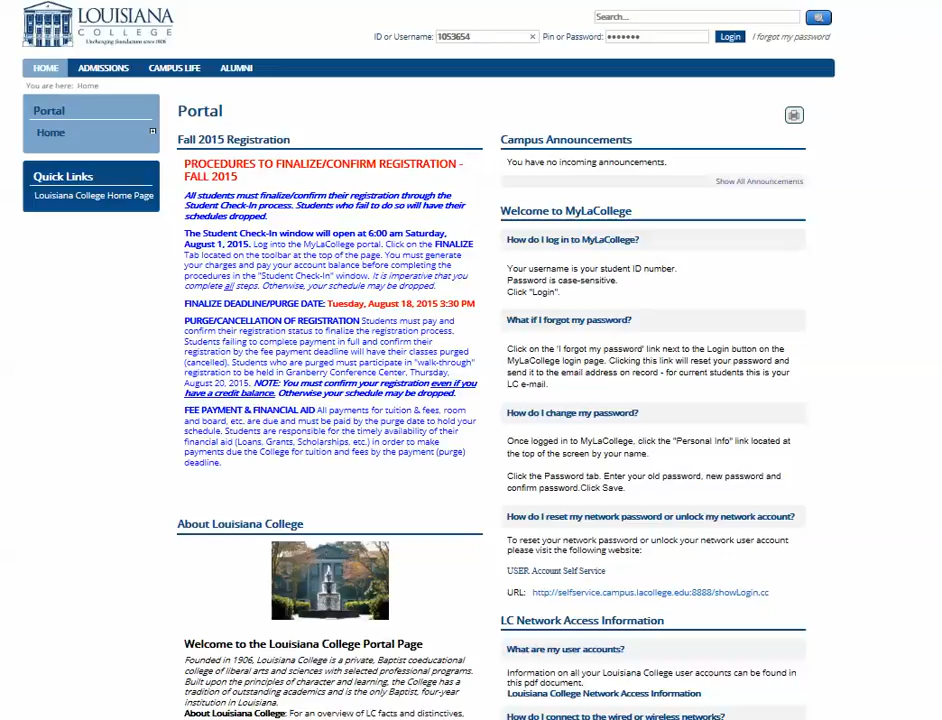 LOUISIANA
COLLEGE
Unchanging foundations since 1906
Search...
ID or Username: 1053654 × Pin or Password: ••••••• Login I forgot my password
HOME ADMISSIONS CAMPUS LIFE ALUMNI
You are here: Home
Portal
Home
Quick Links
Louisiana College Home Page
Portal
Fall 2015 Registration
PROCEDURES TO FINALIZE/CONFIRM REGISTRATION -
FALL 2015
All students must finalize/confirm their registration through the
Student Check-In process. Students who fail to do so will have their
schedules dropped.
The Student Check-In window will open at 6:00 am Saturday,
August 1, 2015. Log into the MyLaCollege portal. Click on the FINALIZE
Tab located on the toolbar at the top of the page. You must generate
your charges and pay your account balance before completing the
procedures in the "Student Check-In" window. It is imperative that you
complete all steps. Otherwise, your schedule may be dropped.
FINALIZE DEADLINE/PURGE DATE: Tuesday, August 18, 2015 3:30 PM
PURGE/CANCELLATION OF REGISTRATION Students must pay and
confirm their registration status to finalize the registration process.
Students failing to complete payment in full and confirm their
registration by the fee payment deadline will have their classes purged
(cancelled). Students who are purged must participate in "walk-through"
registration to be held in Granberry Conference Center, Thursday,
August 20, 2015. NOTE: You must confirm your registration even if you
have a credit balance. Otherwise your schedule may be dropped.
FEE PAYMENT & FINANCIAL AID All payments for tuition & fees, room
and board, etc. are due and must be paid by the purge date to hold your
schedule. Students are responsible for the timely availability of their
financial aid (Loans, Grants, Scholarships, etc.) in order to make
payments due the College for tuition and fees by the payment (purge)
deadline.
About Louisiana College
Welcome to the Louisiana College Portal Page
Founded in 1906, Louisiana College is a private, Baptist coeducational
college of liberal arts and sciences with selected professional programs.
Built upon the principles of character and learning, the College has a
tradition of outstanding academics and is the only Baptist, four-year
institution in Louisiana.
About Louisiana College: For an overview of LC facts and distinctives,
Campus Announcements
You have no incoming announcements.
Show All Announcements
Welcome to MyLaCollege
How do I log in to MyLaCollege?
Your username is your student ID number.
Password is case-sensitive.
Click "Login".
What if I forgot my password?
Click on the 'I forgot my password' link next to the Login button on the
MyLaCollege login page. Clicking this link will reset your password and
send it to the email address on record - for current students this is your
LC e-mail.
How do I change my password?
Once logged in to MyLaCollege, click the "Personal Info" link located at
the top of the screen by your name.
Click the Password tab. Enter your old password, new password and
confirm password.Click Save.
How do I reset my network password or unlock my network account?
To reset your network password or unlock your network user account
please visit the following website:
USER Account Self Service
URL: http://selfservice.campus.lacollege.edu:8888/showLogin.cc
LC Network Access Information
What are my user accounts?
Information on all your Louisiana College user accounts can be found in
this pdf document.
Louisiana College Network Access Information
How do I connect to the wired or wireless networks?